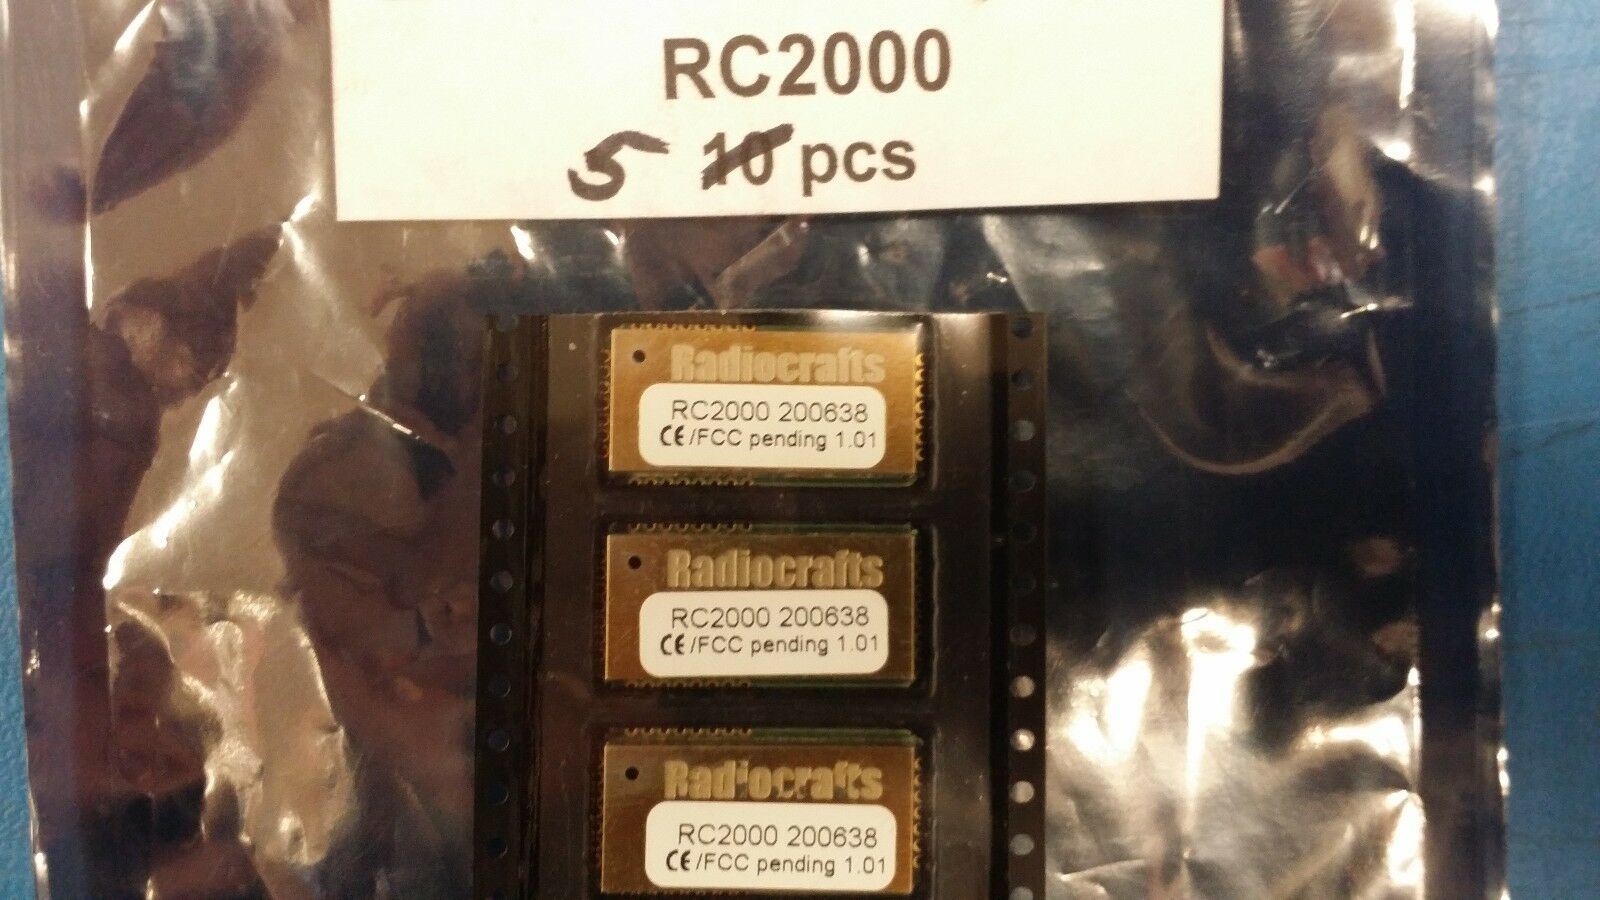 RC2000
5 10 pcs
Radiocrafts
RC2000 200638
CE/FCC pending 1.01
Radiocrafts
RC2000 200638
CE/FCC pending 1.01
Radiocrafts
RC2000 200638
CE/FCC pending 1.01